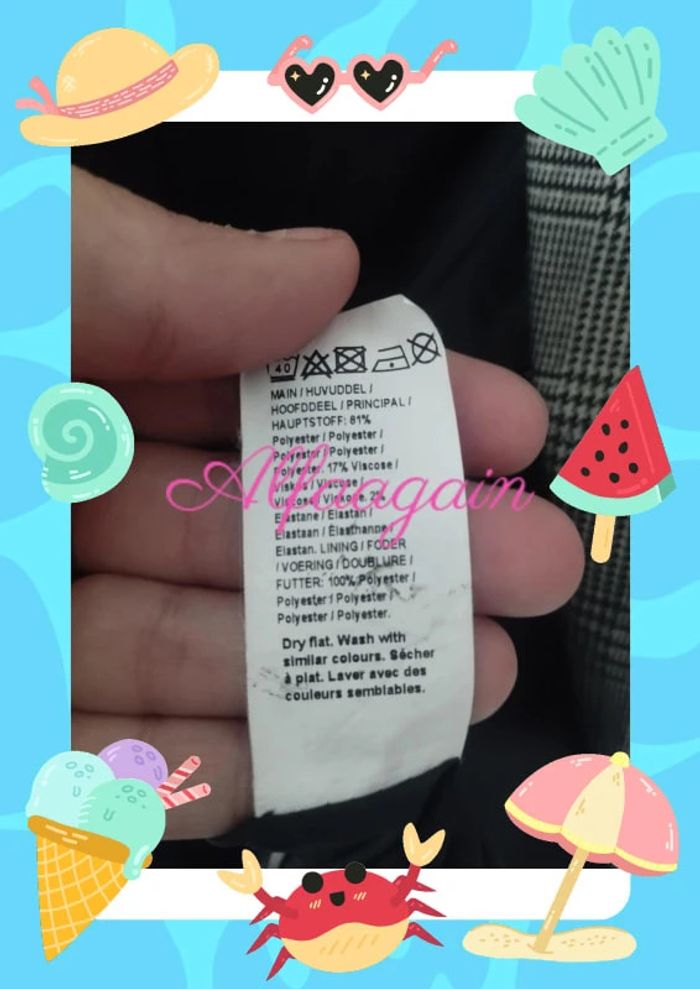 40
MAIN / HUVUDDEL /
HOOFDDEEL / PRINCIPAL /
HAUPTSTOFF: 81%
Polyester / Polyester /
Polyester / Polyester /
Polyester. 17% Viscose /
Viskos / Viscose /
Viscose / Viskose. 2%
Elastane / Elastan /
Elastaan / Élasthanne /
Elastan. LINING / FODER
/ VOERING / DOUBLURE /
FUTTER: 100% Polyester /
Polyester / Polyester /
Polyester / Polyester.
Dry flat. Wash with
similar colours. Sécher
à plat. Laver avec des
couleurs semblables.